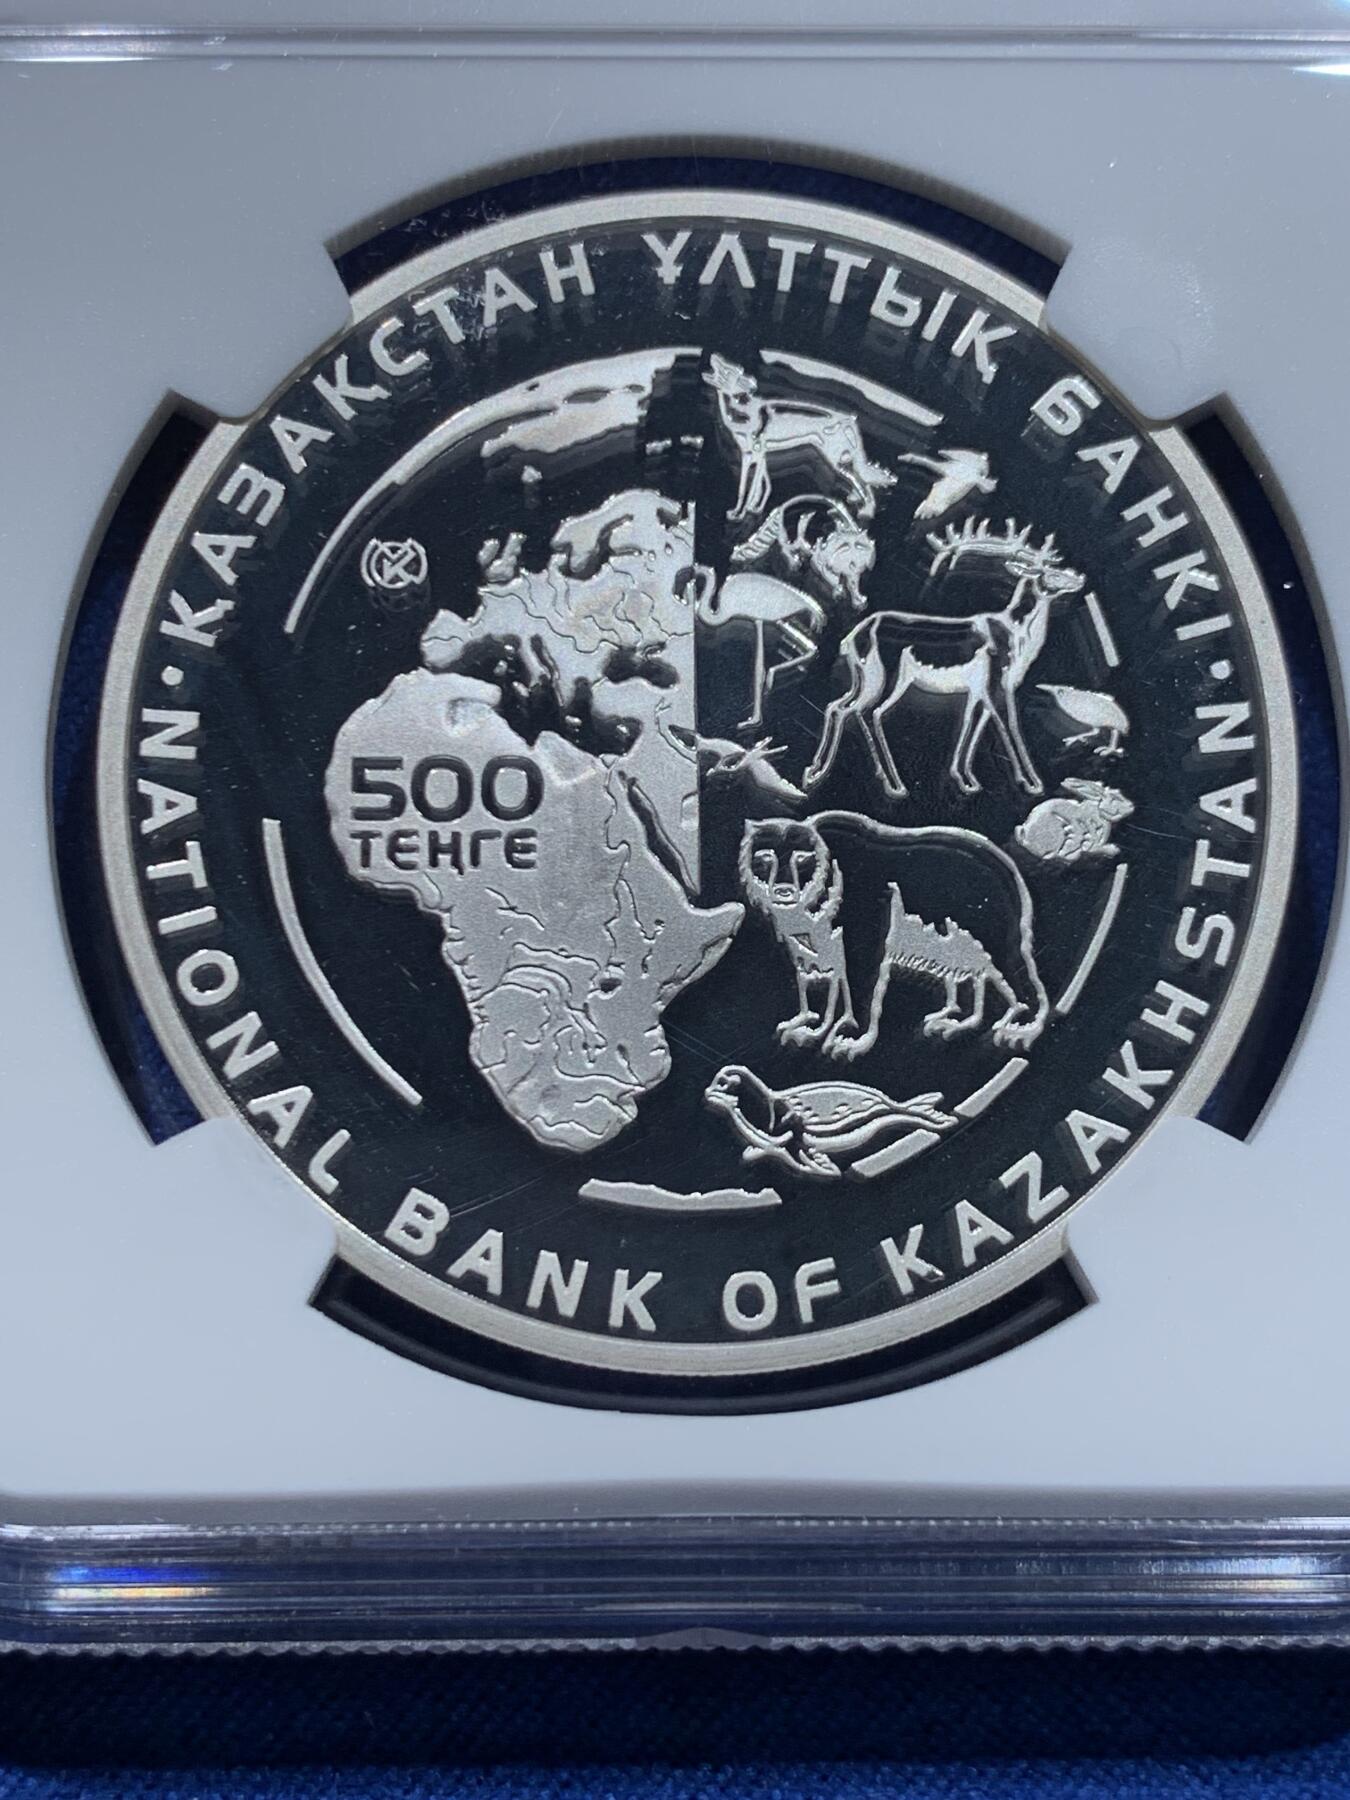 ҚАЗАҚСТАН ҰЛТТЫҚ БАНКІ
500
ТЕҢГЕ
NATIONAL BANK OF KAZAKHSTAN